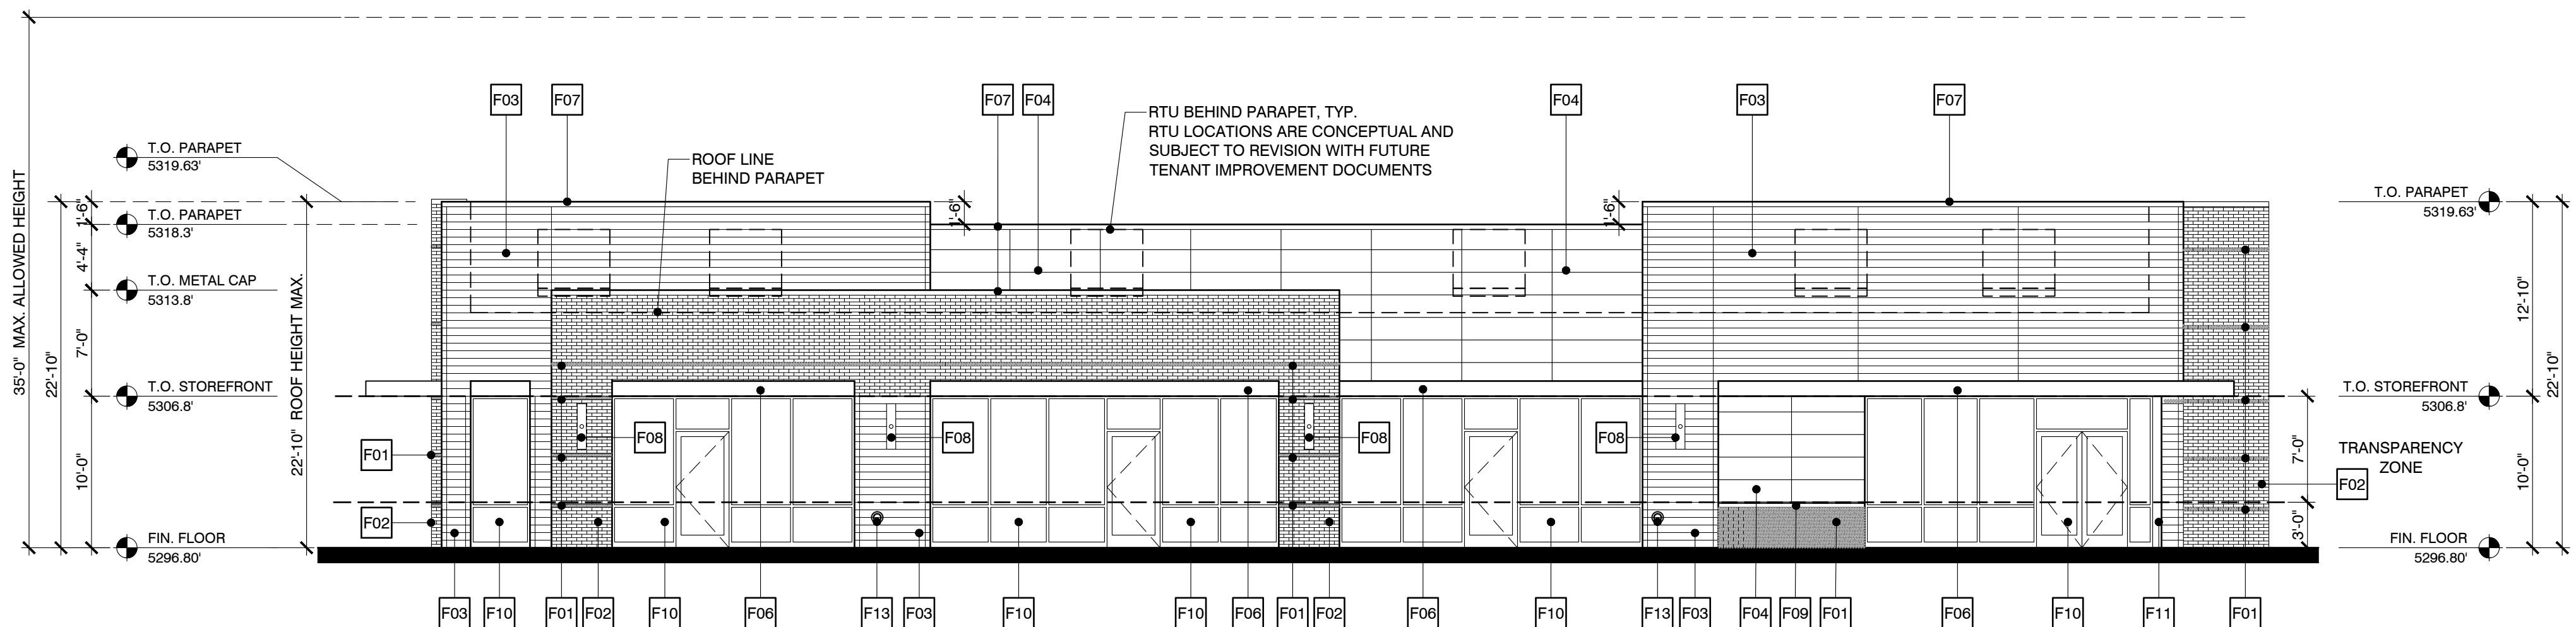 F03
F07
F07
F04
F04
F03
F07
RTU BEHIND PARAPET, TYP.
RTU LOCATIONS ARE CONCEPTUAL AND
SUBJECT TO REVISION WITH FUTURE
TENANT IMPROVEMENT DOCUMENTS
ROOF LINE
BEHIND PARAPET
35'-0" MAX. ALLOWED HEIGHT
22'-10"
1'-6"
4'-4"
7'-0"
10'-0"
T.O. PARAPET
5319.63'
T.O. PARAPET
5318.3'
T.O. METAL CAP
5313.8'
T.O. STOREFRONT
5306.8'
FIN. FLOOR
5296.80'
22'-10" ROOF HEIGHT MAX.
1'-6"
1'-6"
F01
F02
F08
F08
F08
F08
T.O. PARAPET
5319.63'
T.O. STOREFRONT
5306.8'
TRANSPARENCY
ZONE
F02
FIN. FLOOR
5296.80'
7'-0"
3'-0"
12'-10"
10'-0"
22'-10"
F03
F10
F01
F02
F10
F06
F13
F03
F10
F10
F06
F01
F02
F06
F10
F13
F03
F04
F09
F01
F06
F10
F11
F01